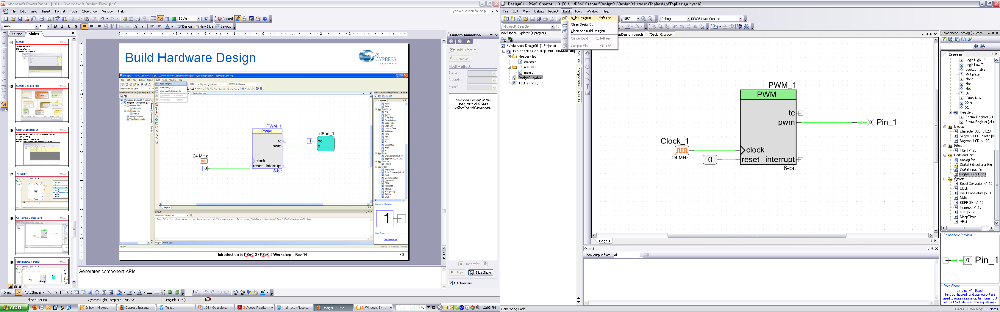 Microsoft PowerPoint - [101 - Overview & Design Flow.ppt]
File Edit View Insert Format Tools Slide Show Window Help
Type a question for help
101%
Record
Arial 18 B I U S
Design New Slide Layout
Outline Slides
44
System
45
System Clocking Tree
46
Clock Configurations
47
Pin Editor
48
Connecting Components
49
Build Hardware Design
Build Hardware Design
CYPRESS
PERFORM
Design01 - PSoC Creator 1.0 [C:\...\New Folder\Design01\Design01.cydsn\TopDesign\TopDesign.cysch]
File Edit View Debug Project Build Tools Window Help
Build Design01
Clean Design01
Clean and Build Design01
Cancel Build Ctrl+Break
Compile File Ctrl+F7
181% Debug DP8051-Keil Generic
Microsoft Sans Serif 10
Workspace Explorer (1 project)
*Design01.cydwr
Component Catalog (53 com...
Workspace 'Design01' (1 projec
Project 'Design01' [CY
Header Files
device.h
Source Files
main.c
Design01.cydwr
TopDesign.cysch
Source
Components
Results
PWM_1
PWM
tc
pwm
clock
reset interrupt
8-bit
24 MHz
0
1
dPort_1
oe
o
Cypress
PWM
Timer
Digital Logic
And
Bufoe
D Flip Flop
De-Multiplexer
Logic High
Logic Low
Lookup Table
Multiplexer
Nand
Nor
Not
Or
Virtual Mux
Xnor
Xor
Display
Character LCD [v1.10]
Segment LCD [v1.10]
Protocols
USBFS
System
Analog Port
Boost Converter [v1.10]
Clock
Die Temperature
Digital Port
DMA
EEPROM
Interrupt
RTC [v1.10]
SIO Port
VRef
Page 1
Component Preview
1
Data Sheet
OneTerminal.pdf
Output
Show output from: All
Log file for this session is located at: C:\Documents and Settings\jfmd\Local Settings\Temp\PSoC Creator-001.log
Output Notice List
Ready
0 Errors 0 Warnings 0 Notes
Introduction to PSoC 3 / PSoC 5 Workshop – Rev *H
49
Generates component APIs
Custom Animation
Add Effect
Remove
Modify effect
Start:
Property:
Speed:
Select an element of the
slide, then click "Add
Effect" to add animation.
Re-Order
Play Slide Show
AutoPreview
Draw AutoShapes
Slide 49 of 58 Cypress Light Template-070609C English (U.S.)
Design01 - PSoC Creator 1.0 [C:\...\PSoC Creator\Design01\Design01.cydsn\TopDesign\TopDesign.cysch]
File Edit View Debug Project Build Tools Window Help
Build Design01 Shift+F6
Clean Design01
Clean and Build Design01
Cancel Build Ctrl+Break
Compile File Ctrl+F6
196% Debug DP8051-Keil Generic
Microsoft Sans Serif 10
Workspace Explorer (1 project)
opDesign.cysch *Design01.cydwr
Workspace 'Design01' (1 Projects)
Project 'Design01' [CY8C3866AXI-040]
Header Files
device.h
Source Files
main.c
Design01.cydwr
TopDesign.cysch
Source
Components
Results
PWM_1
PWM
tc
pwm
Pin_1
0
Clock_1
24 MHz
clock
0
reset interrupt
8-bit
Page 1
Output
Show output from: All
Component Catalog (63 com...
Cypress
Logic High '1'
Logic Low '0'
Lookup Table
Multiplexer
Nand
Nor
Not
Or
Virtual Mux
Xnor
Xor
Registers
Control Register [v1.
Status Register [v1.(
Display
Character LCD [v1.20]
Segment LCD - Static [v
Segment LCD [v1.20]
Filters
Filter [v1.20]
Ports and Pins
Analog Pin
Digital Bidirectional Pin
Digital Input Pin
Digital Output Pin
System
Boost Converter [v1.10]
Clock
Die Temperature [v1.10]
DMA
EEPROM [v1.10]
Interrupt [v1.10]
RTC [v1.20]
SleepTimer
VRef
Component Preview
0 Pin_1
Data Sheet
cy_pins_v1_10.pdf
Pins configured for digital output are
used to route internal digital signals out
of the PSoC device. The signals may
Generating Code
0 Errors 0 Warnings 1 Notes
start
Inbox - Microso...
Cypress Intran...
iTunes
101 - Overview...
3 Adobe Read...
main.txt - Note...
Design01 - PSo...
2 Windows Ex...
Google
12:03 PM